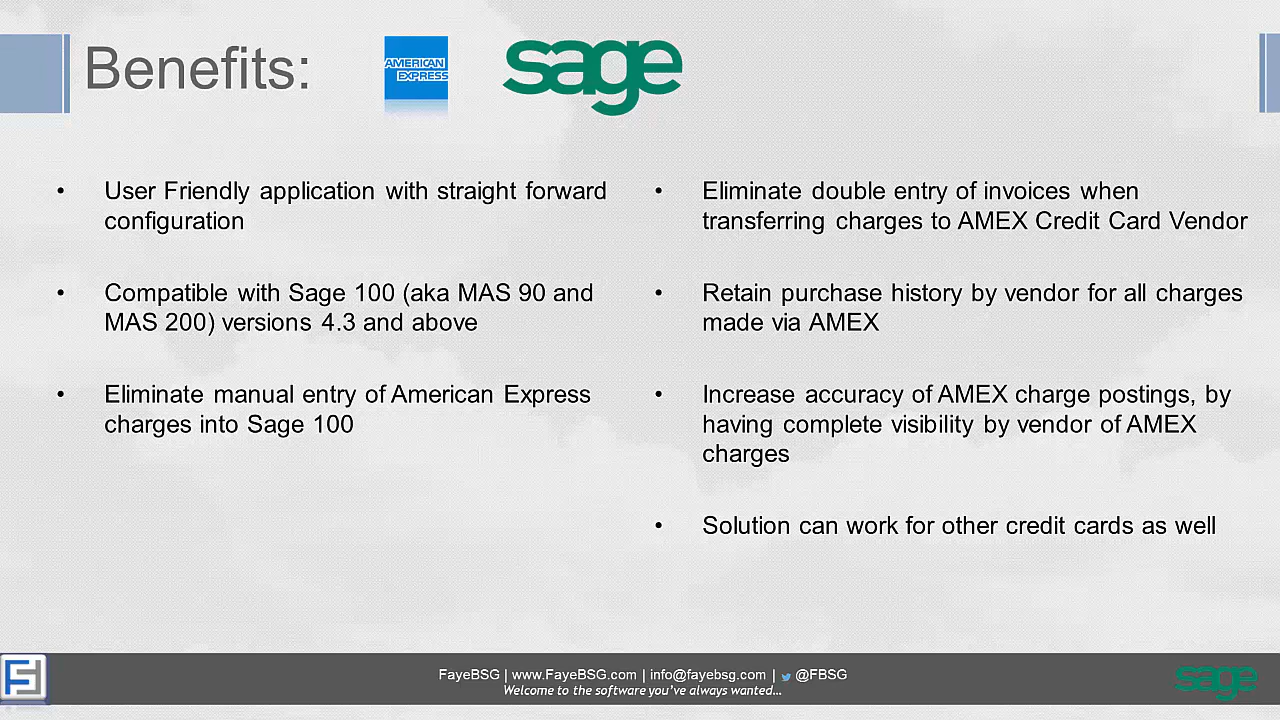 Benefits:
AMERICAN
EXPRESS
sage
• User Friendly application with straight forward
configuration
• Compatible with Sage 100 (aka MAS 90 and
MAS 200) versions 4.3 and above
• Eliminate manual entry of American Express
charges into Sage 100
• Eliminate double entry of invoices when
transferring charges to AMEX Credit Card Vendor
• Retain purchase history by vendor for all charges
made via AMEX
• Increase accuracy of AMEX charge postings, by
having complete visibility by vendor of AMEX
charges
• Solution can work for other credit cards as well
FayeBSG | www.FayeBSG.com | info@fayebsg.com | @FBSG
Welcome to the software you've always wanted...
sage